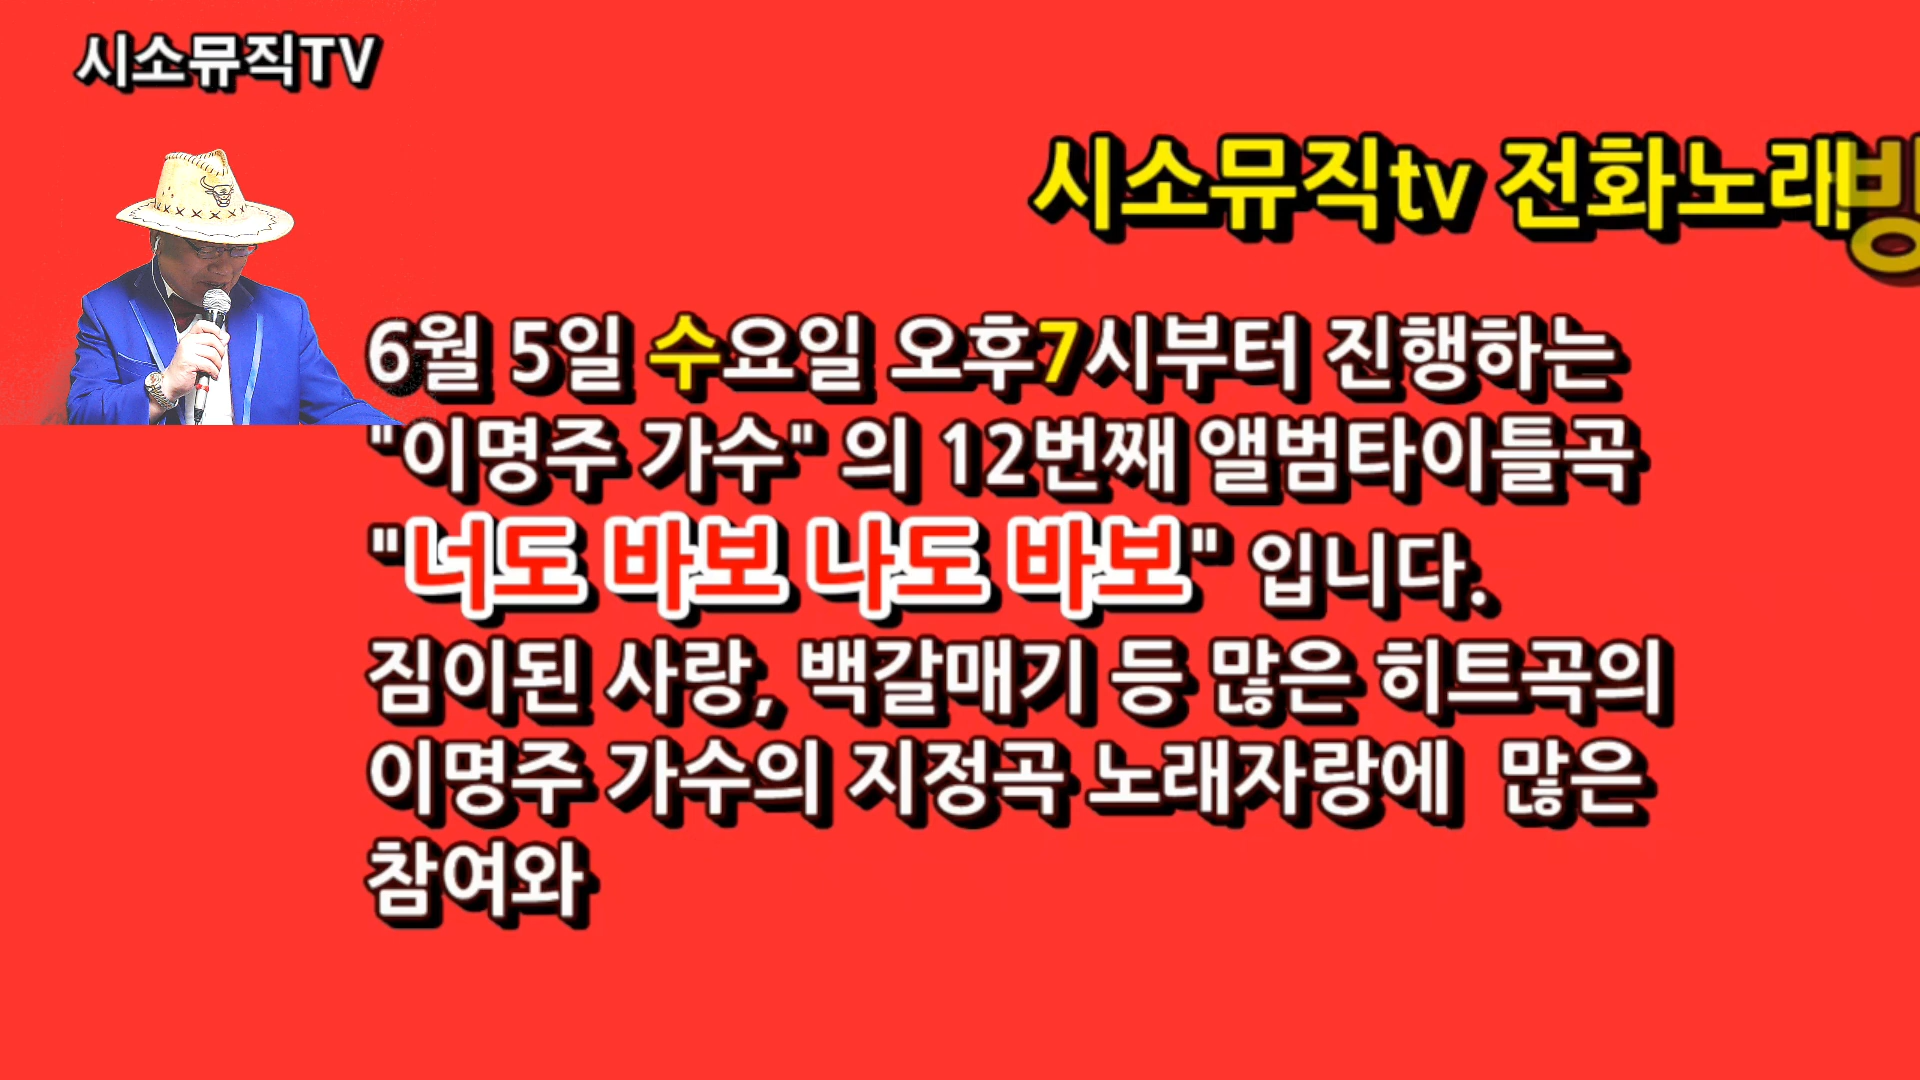 시소뮤직TV
시소뮤직tv 전화노래방
6월 5일 수요일 오후7시부터 진행하는
"이명주 가수" 의 12번째 앨범타이틀곡
"너도 바보 나도 바보" 입니다.
짐이된 사랑, 백갈매기 등 많은 히트곡의
이명주 가수의 지정곡 노래자랑에 많은
참여와